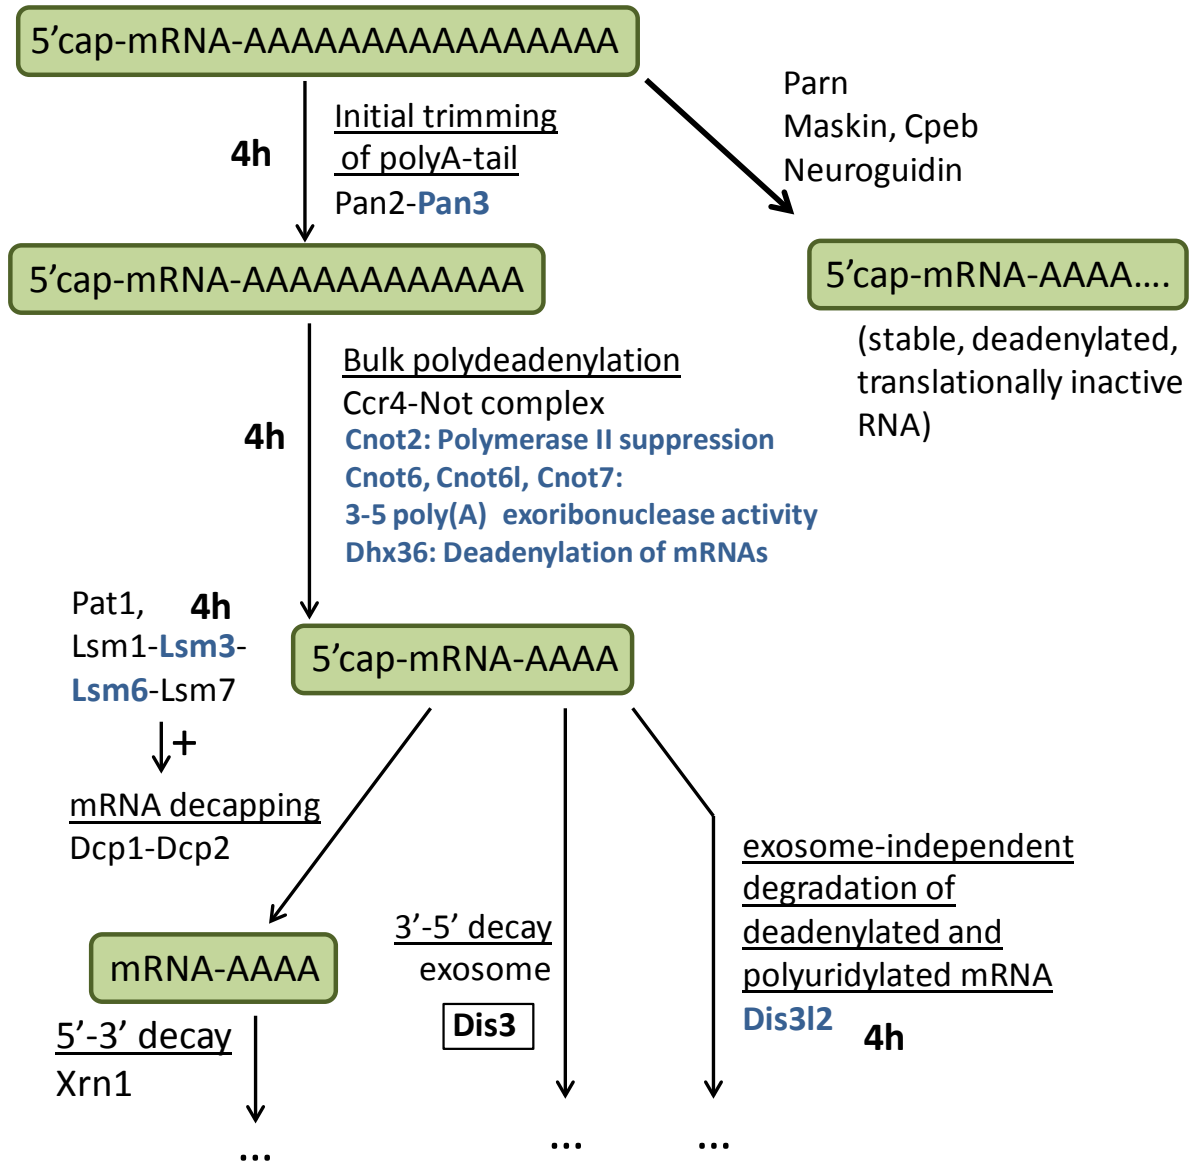 5’cap-mRNA-AAAAAAAAAAAAAAAA
Parn
Maskin, Cpeb
Neuroguidin
Initial trimming
of polyA-tail
4h
Pan2-Pan3
5’cap-mRNA-AAAAAAAAAAAA
5’cap-mRNA-AAAA....
(stable, deadenylated,
translationally inactive
RNA)
Bulk polydeadenylation
Ccr4-Not complex
4h
Cnot2: Polymerase II suppression
Cnot6, Cnot6l, Cnot7:
3-5 poly(A) exoribonuclease activity
Dhx36: Deadenylation of mRNAs
Pat1, 4h
Lsm1-Lsm3-
Lsm6-Lsm7
5’cap-mRNA-AAAA
+
mRNA decapping
Dcp1-Dcp2
exosome-independent
degradation of
deadenylated and
polyuridylated mRNA
Dis3l2
4h
3’-5’ decay
exosome
Dis3
mRNA-AAAA
5’-3’ decay
Xrn1
...
...
...